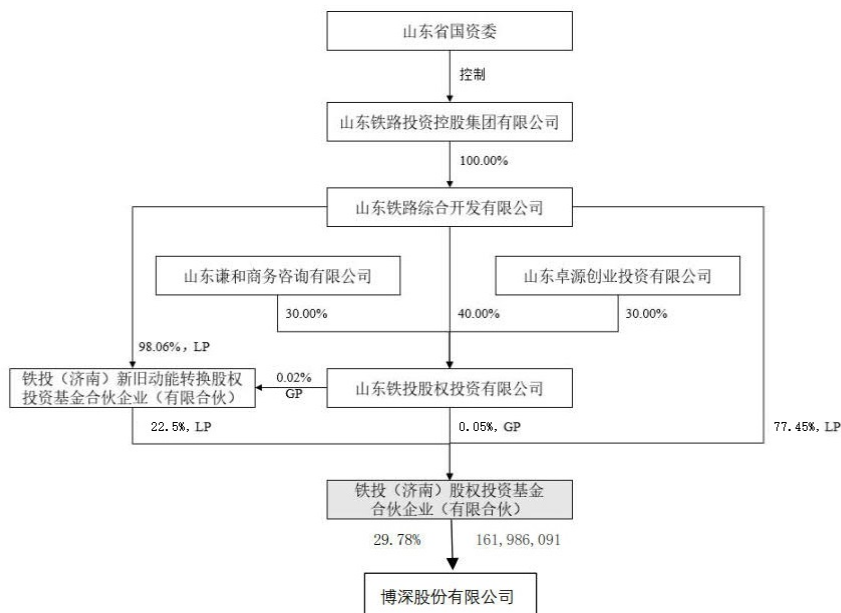 山东省国资委
控制
山东铁路投资控股集团有限公司
100.00%
山东铁路综合开发有限公司
山东谦和商务咨询有限公司
山东卓源创业投资有限公司
30.00%
40.00%
30.00%
98.06%，LP
铁投（济南）新旧动能转换股权
投资基金合伙企业（有限合伙）
0.02%
GP
山东铁投股权投资有限公司
22.5%, LP
0.05%, GP
77.45%, LP
铁投（济南）股权投资基金
合伙企业（有限合伙）
29.78%
161,986,091
博深股份有限公司